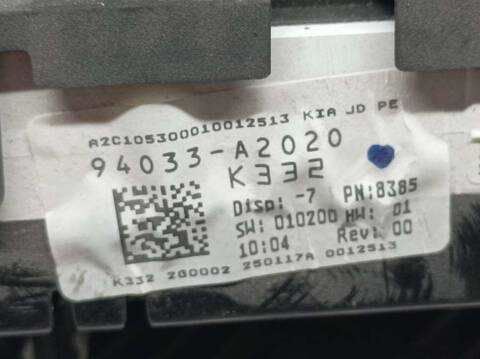 A2C105300010012513 KIA JD PE
94033-A2020
K332
Disp: -7 PN:8385
SW: 010200 HW: 01
10:04 Rev: 00
K332 2G0002 250117A 0012513